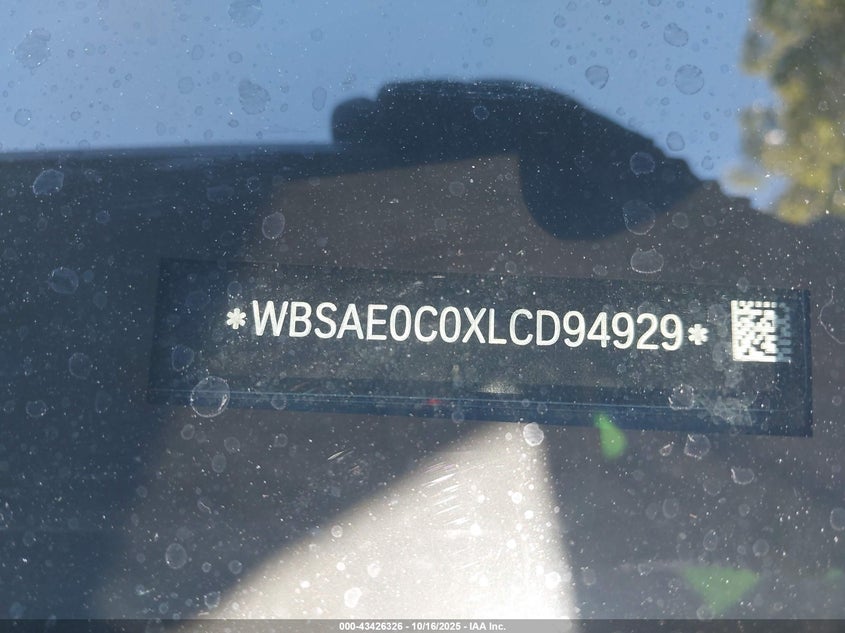 *WBSAE0C0XLCD94929*
000-43426326 - 10/16/2025 - IAA Inc.